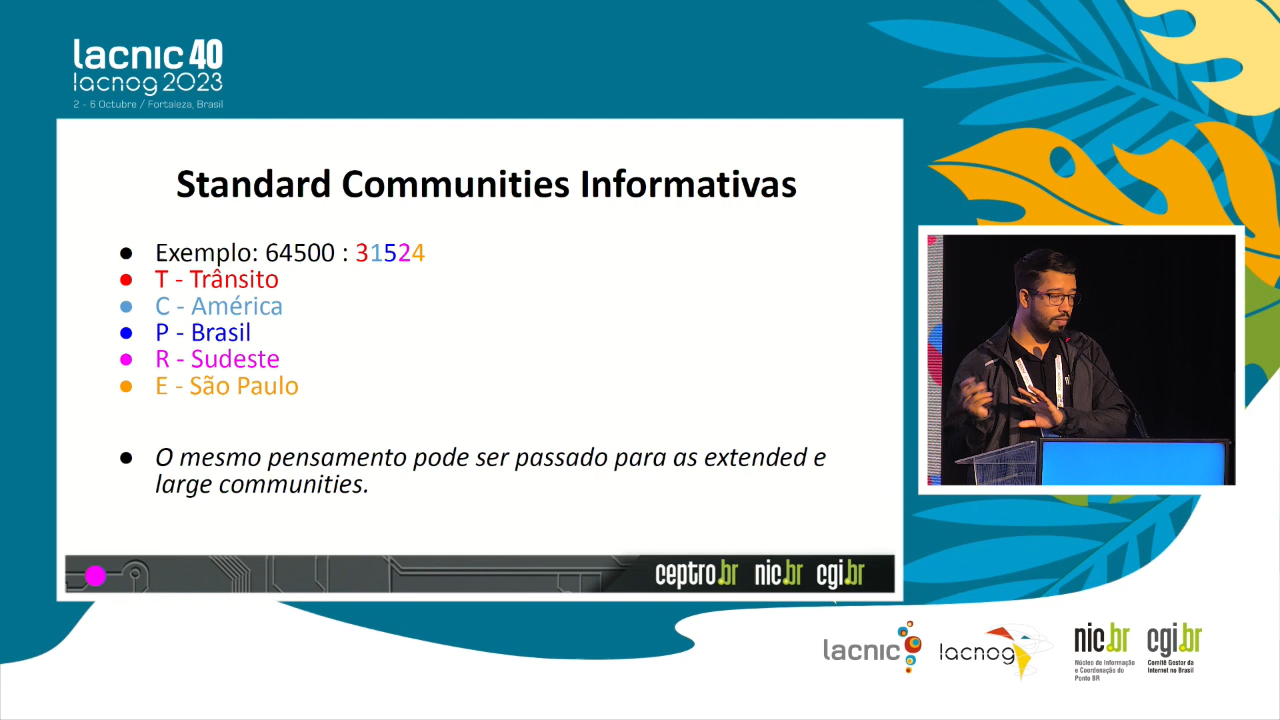 lacnic 40
lacnog 2023
2 - 6 Octubre / Fortaleza, Brasil
Standard Communities Informativas
● Exemplo: 64500 : 31524
● T - Trânsito
● C - América
● P - Brasil
● R - Sudeste
● E - São Paulo
● O mesmo pensamento pode ser passado para as extended e
large communities.
ceptro.br nic.br cgi.br
lacnic lacnog nic.br cgi.br
Núcleo de Informação
e Coordenação do
Ponto BR
Comitê Gestor da
Internet no Brasil